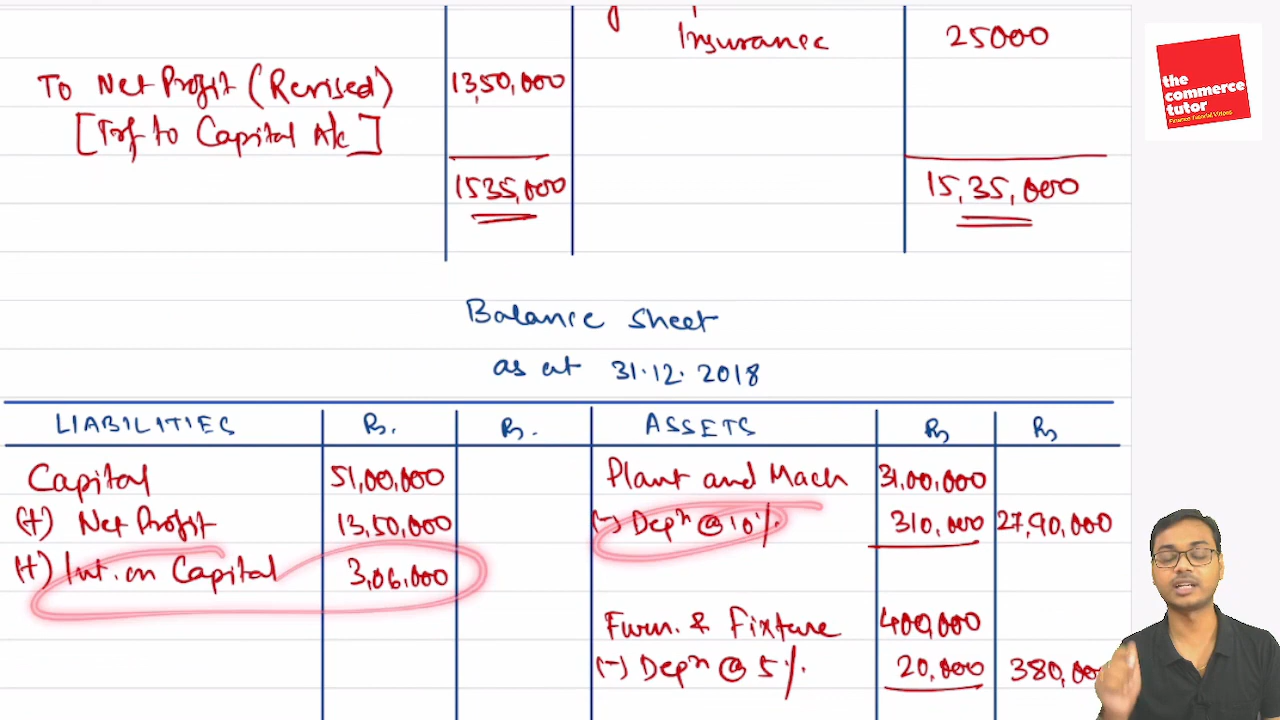 Insurance 25000
To Net Profit (Revised) 13,50,000
[Trf to Capital A/c]
1535,000 15,35,000
Balance Sheet
as at 31.12.2018
LIABILITIES Rs. Rs. ASSETS Rs Rs
Capital 51,00,000 Plant and Mach 31,00,000
(+) Net Profit 13,50,000 (-) Depⁿ @ 10% 310,000 27,90,000
(+) Int. on Capital 3,06,000
Furn. & Fixture 400,000
(-) Depⁿ @ 5% 20,000
the
commerce
tutor